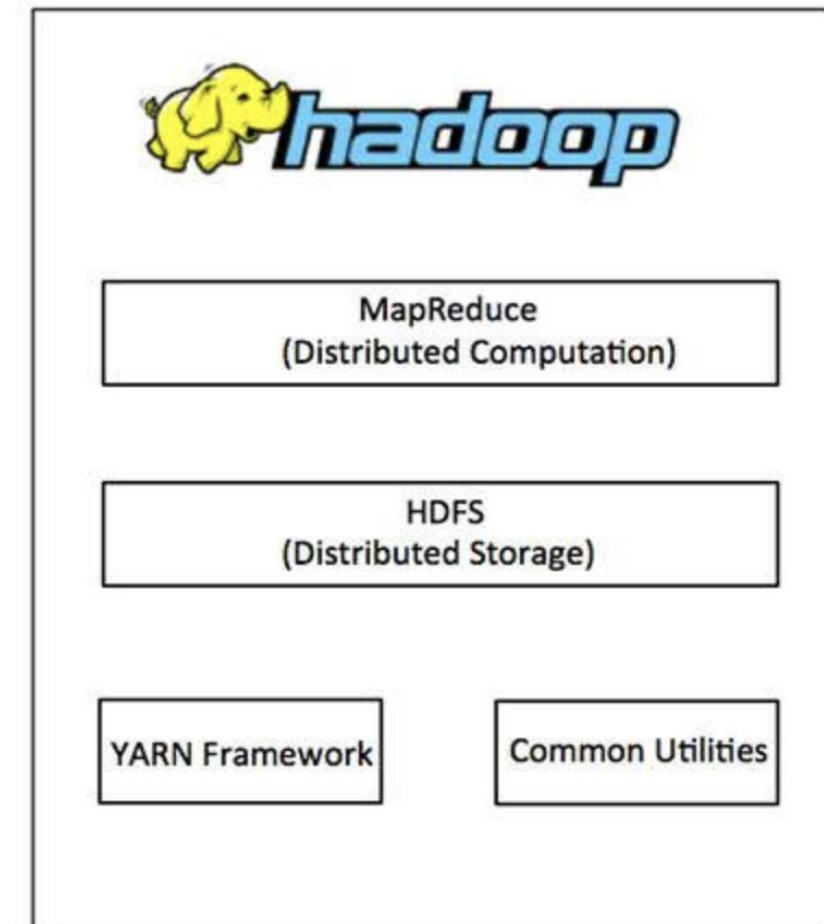 hadoop
MapReduce
(Distributed Computation)
HDFS
(Distributed Storage)
YARN Framework
Common Utilities